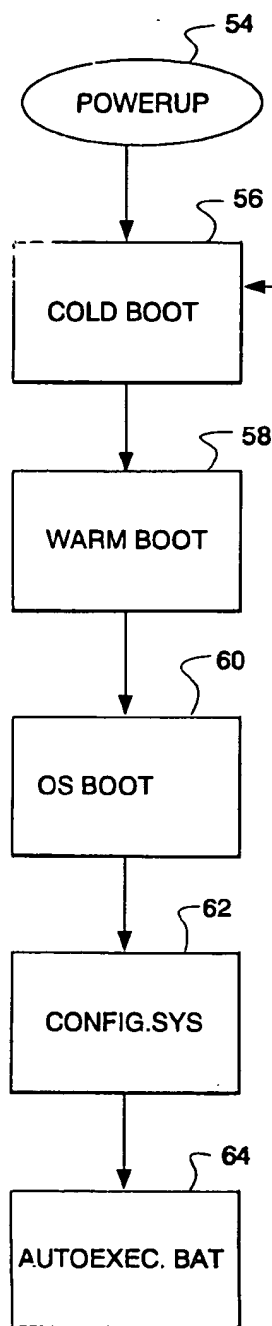 54
POWERUP
56
COLD BOOT
58
WARM BOOT
60
OS BOOT
62
CONFIG.SYS
64
AUTOEXEC. BAT